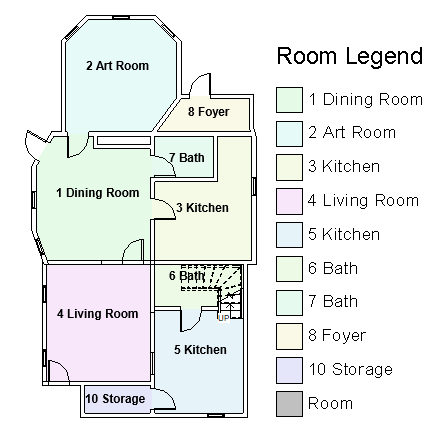 Room Legend
2 Art Room
8 Foyer
7 Bath
1 Dining Room
3 Kitchen
6 Bath
4 Living Room
UP
5 Kitchen
10 Storage
1 Dining Room
2 Art Room
3 Kitchen
4 Living Room
5 Kitchen
6 Bath
7 Bath
8 Foyer
10 Storage
Room